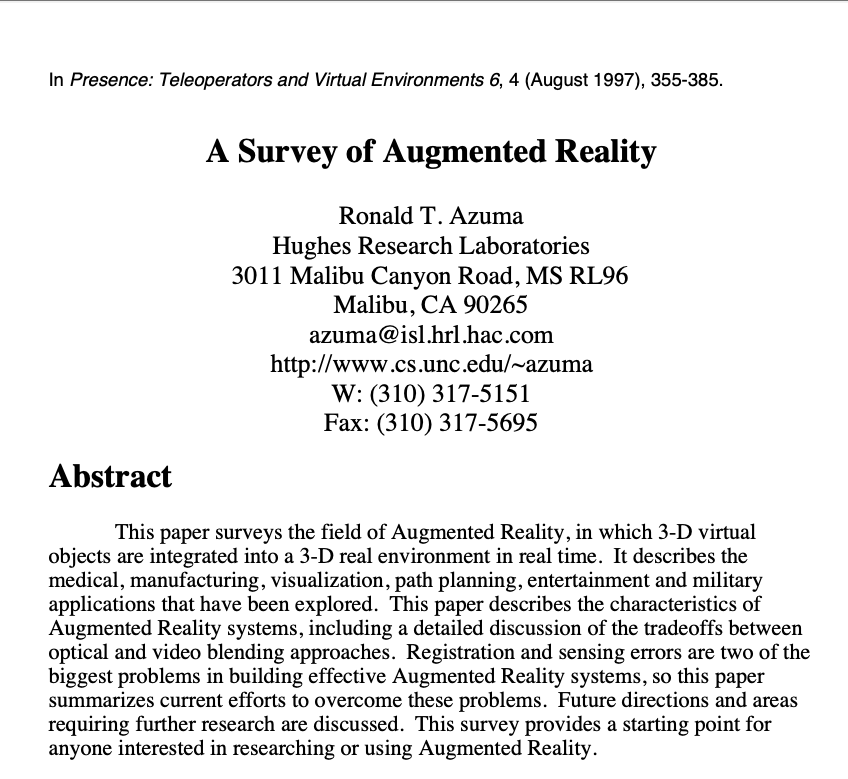 In Presence: Teleoperators and Virtual Environments 6, 4 (August 1997), 355-385.
A Survey of Augmented Reality
Ronald T. Azuma
Hughes Research Laboratories
3011 Malibu Canyon Road, MS RL96
Malibu, CA 90265
azuma@isl.hrl.hac.com
http://www.cs.unc.edu/~azuma
W: (310) 317-5151
Fax: (310) 317-5695
Abstract
This paper surveys the field of Augmented Reality, in which 3-D virtual
objects are integrated into a 3-D real environment in real time. It describes the
medical, manufacturing, visualization, path planning, entertainment and military
applications that have been explored. This paper describes the characteristics of
Augmented Reality systems, including a detailed discussion of the tradeoffs between
optical and video blending approaches. Registration and sensing errors are two of the
biggest problems in building effective Augmented Reality systems, so this paper
summarizes current efforts to overcome these problems. Future directions and areas
requiring further research are discussed. This survey provides a starting point for
anyone interested in researching or using Augmented Reality.